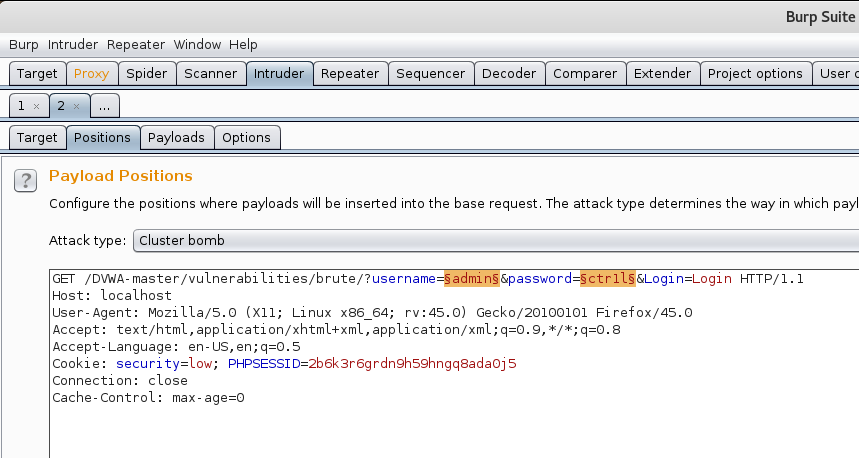 Burp Suite
Burp Intruder Repeater Window Help
Target Proxy Spider Scanner Intruder Repeater Sequencer Decoder Comparer Extender Project options User
1 × 2 × ...
Target Positions Payloads Options
? Payload Positions
Configure the positions where payloads will be inserted into the base request. The attack type determines the way in which
Attack type: Cluster bomb
GET /DVWA-master/vulnerabilities/brute/?username=§admin§&password=§ctr1l§&Login=Login HTTP/1.1
Host: localhost
User-Agent: Mozilla/5.0 (X11; Linux x86_64; rv:45.0) Gecko/20100101 Firefox/45.0
Accept: text/html,application/xhtml+xml,application/xml;q=0.9,*/*;q=0.8
Accept-Language: en-US,en;q=0.5
Cookie: security=low; PHPSESSID=2b6k3r6grdn9h59hngq8ada0j5
Connection: close
Cache-Control: max-age=0